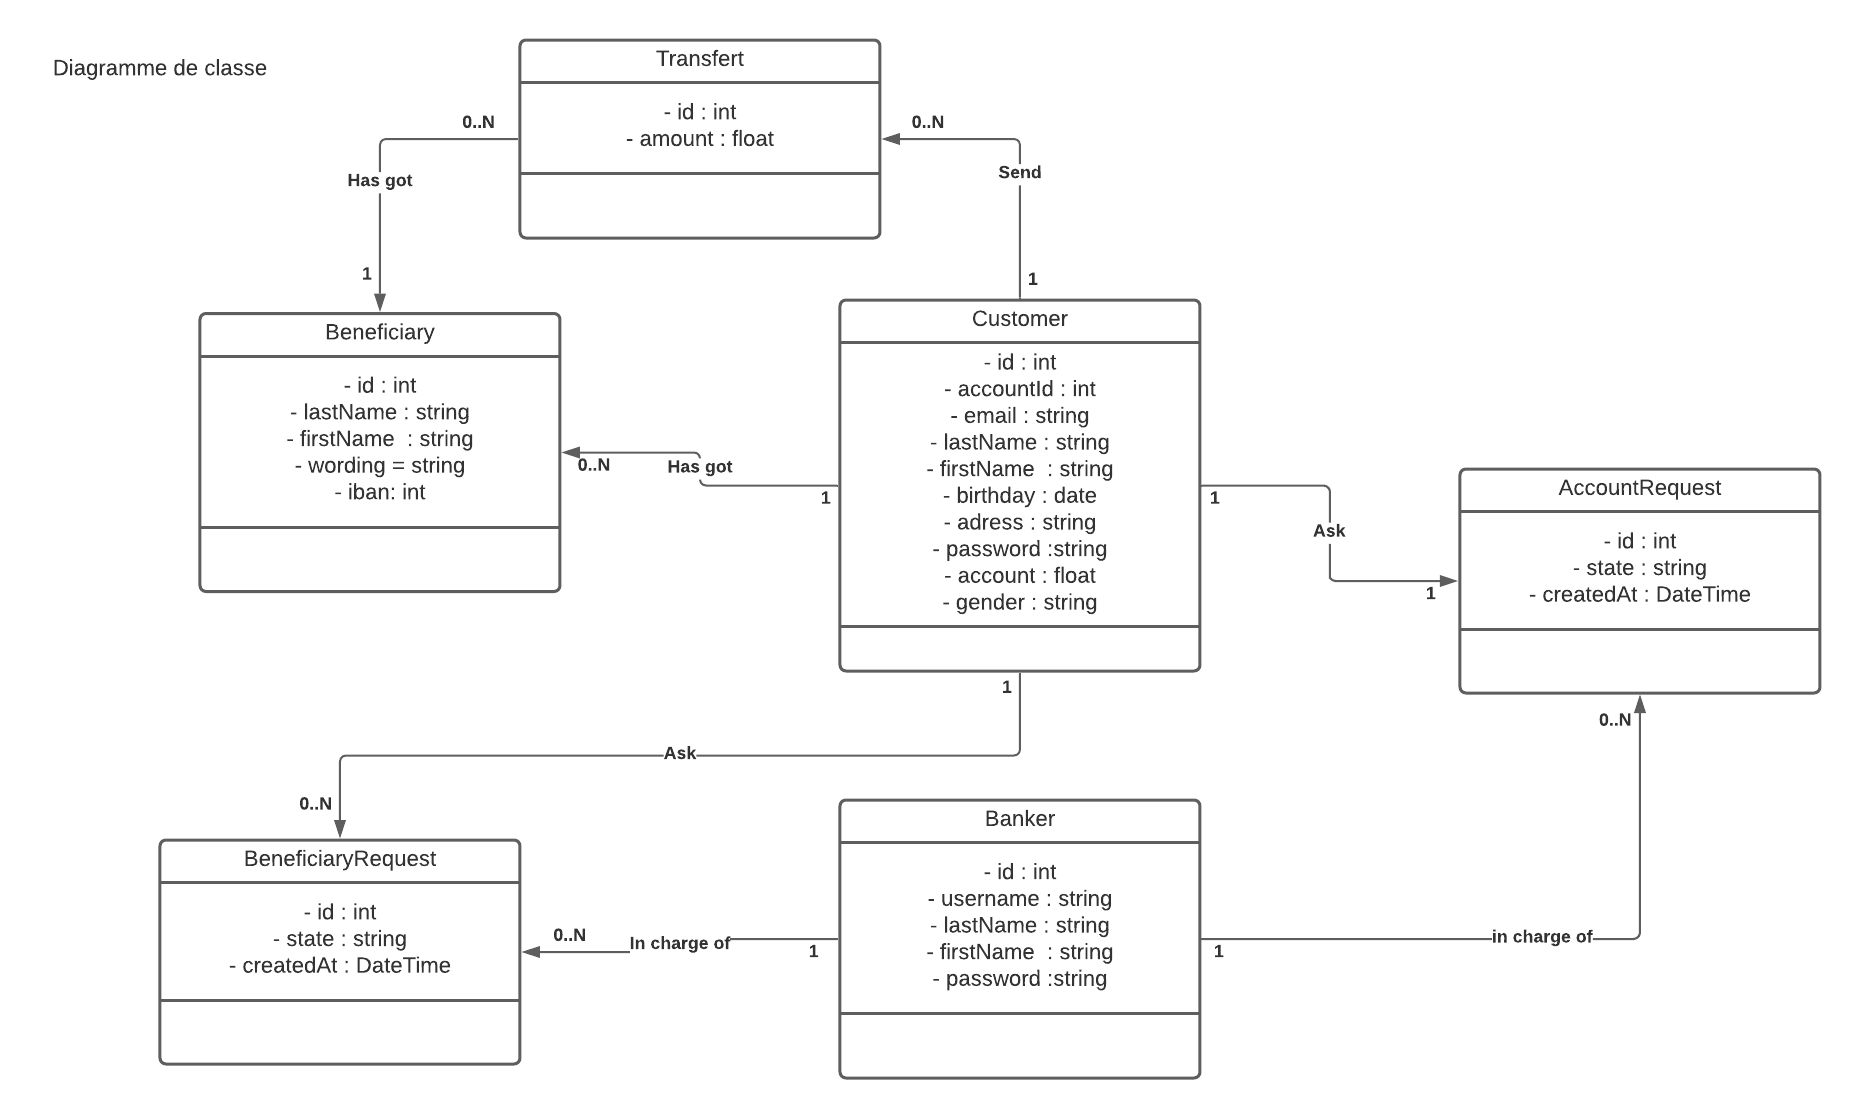 Diagramme de classe
Transfert
- id : int
- amount : float
0..N
Has got
1
0..N
Send
1
Beneficiary
- id : int
- lastName : string
- firstName  : string
- wording = string
- iban: int
Customer
- id : int
- accountId : int
- email : string
- lastName : string
- firstName  : string
- birthday : date
- adress : string
- password :string
- account : float
- gender : string
0..N
Has got
1
1
Ask
1
AccountRequest
- id : int
- state : string
- createdAt : DateTime
1
Ask
0..N
0..N
BeneficiaryRequest
- id : int
- state : string
- createdAt : DateTime
0..N
In charge of
1
Banker
- id : int
- username : string
- lastName : string
- firstName  : string
- password :string
1
in charge of